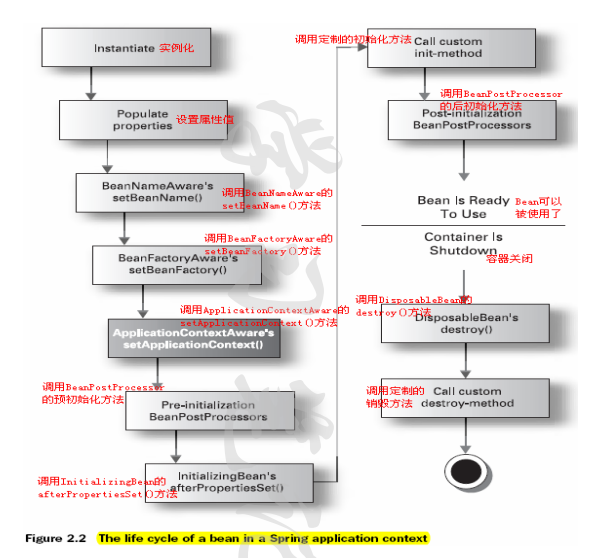 Instantiate 实例化
Populate
properties
设置属性值
BeanNameAware's
setBeanName()
调用BeanNameAware的
setBeanName()方法
BeanFactoryAware's
setBeanFactory()
调用BeanFactoryAware的
setBeanFactory()方法
ApplicationContextAware's
setApplicationContext()
调用ApplicationContextAware的
setApplicationContext()方法
调用BeanPostProcessor
的预初始化方法
Pre-initialization
BeanPostProcessors
调用InitializingBean的
afterPropertiesSet()方法
InitializingBean's
afterPropertiesSet()
调用定制的初始化方法
Call custom
init-method
调用BeanPostProcessor
的后初始化方法
Post-initialization
BeanPostProcessors
Bean Is Ready
To Use
Bean可以
被使用了
Container Is
Shutdown
容器关闭
调用DisposableBean的
destroy()方法
DisposableBean's
destroy()
调用定制的
销毁方法
Call custom
destroy-method
Figure 2.2 The life cycle of a bean in a Spring application context